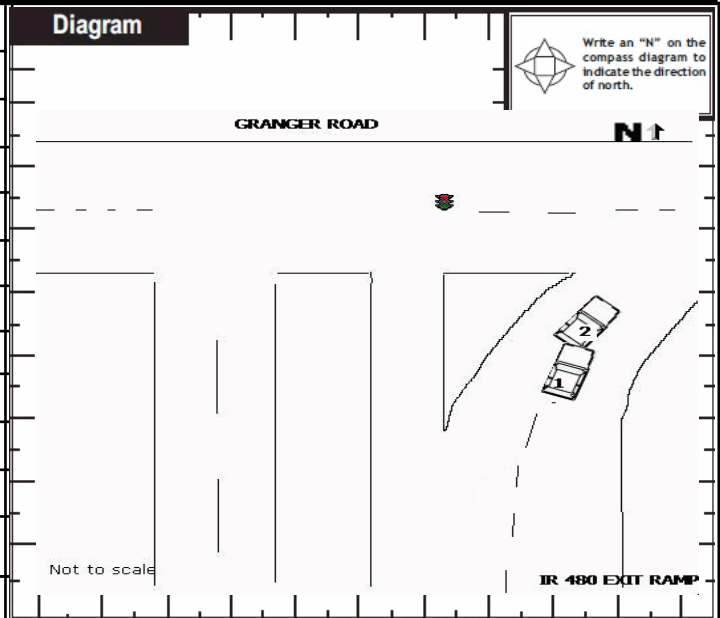 Diagram
Write an “N” on the
compass diagram to
indicate the direction
of north.
GRANGER ROAD
N
2
1
Not to scale
IR 480 EXIT RAMP